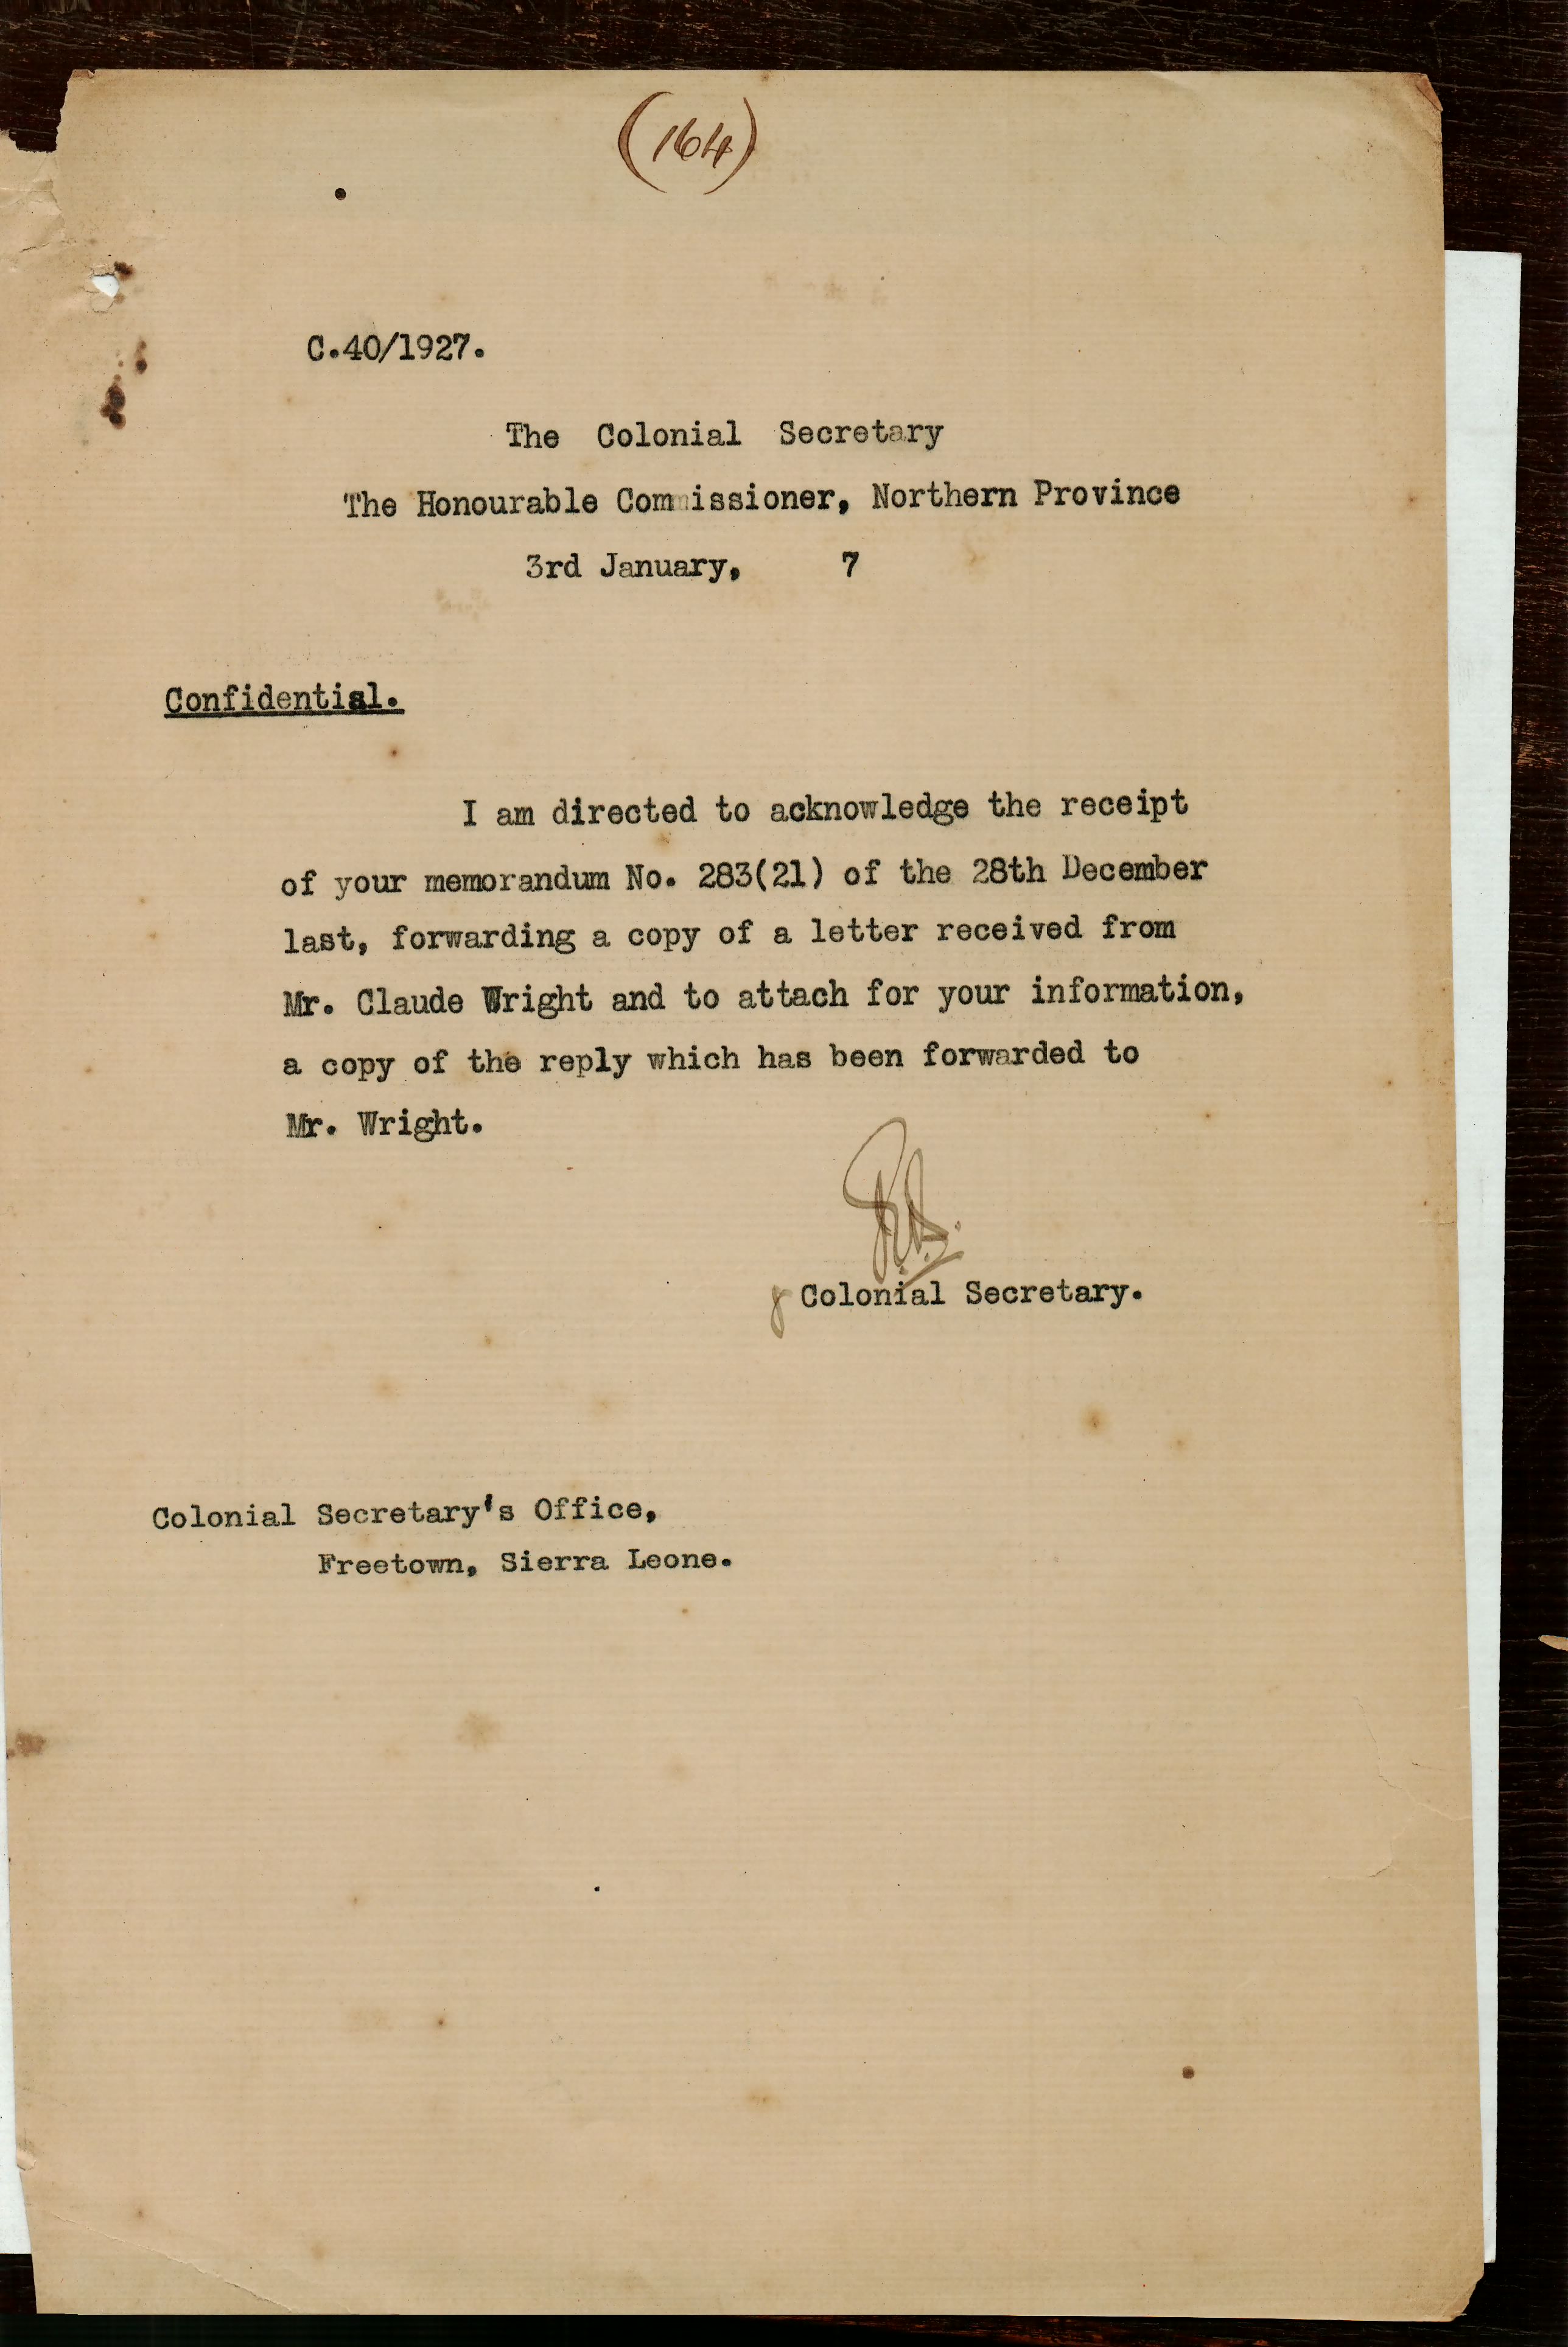 (164)
C.40/1927.
The Colonial Secretary
The Honourable Commissioner, Northern Province
3rd January, 7
Confidential.
I am directed to acknowledge the receipt
of your memorandum No. 283(21) of the 28th December
last, forwarding a copy of a letter received from
Mr. Claude Wright and to attach for your information,
a copy of the reply which has been forwarded to
Mr. Wright.
Colonial Secretary.
Colonial Secretary's Office,
Freetown, Sierra Leone.